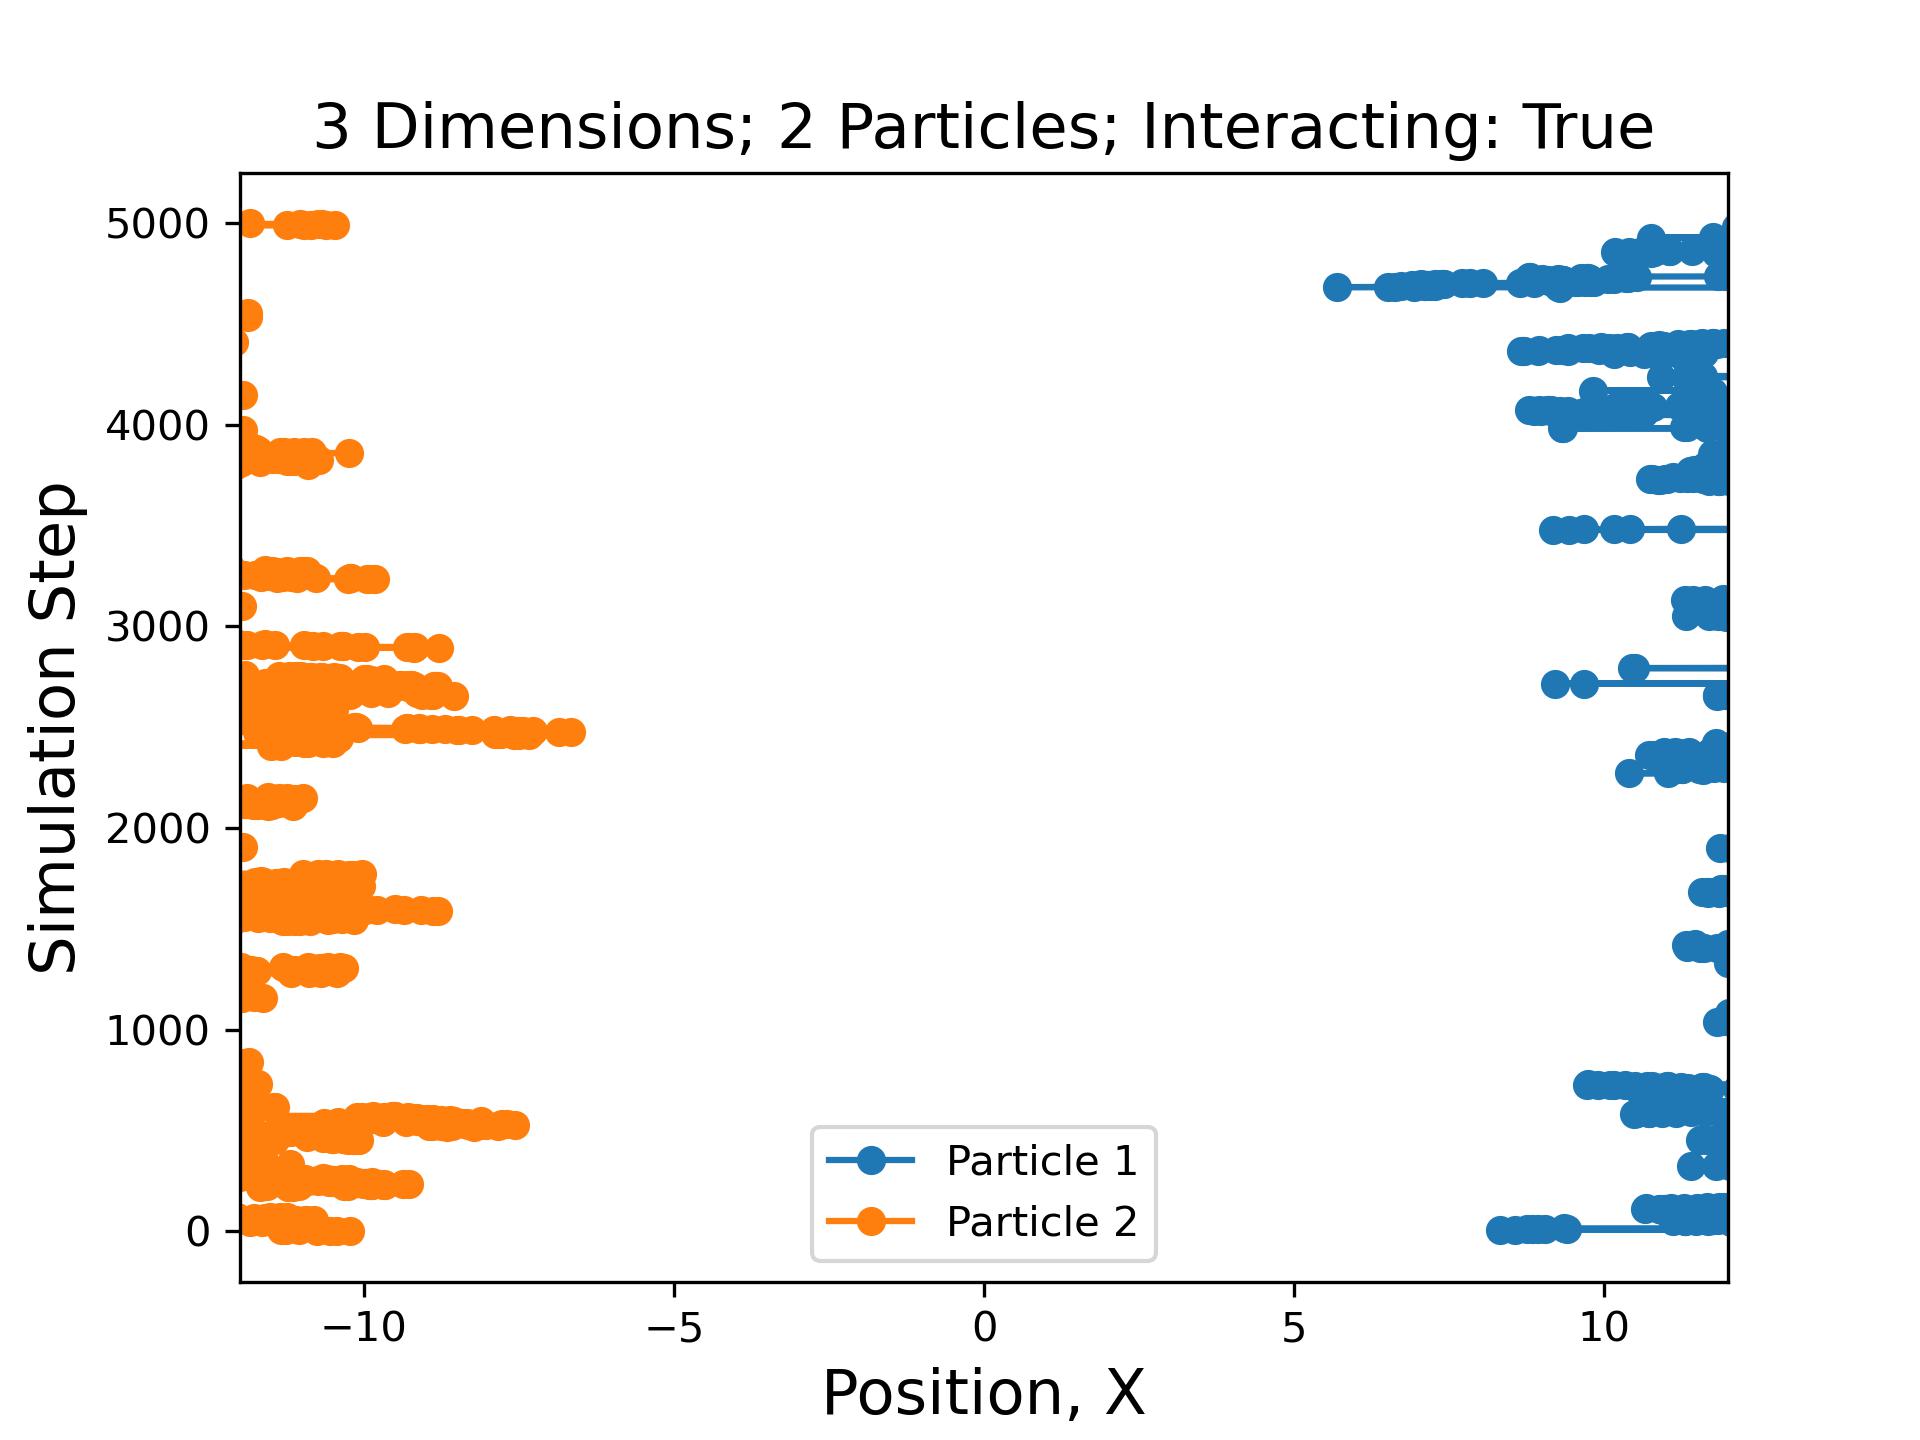 3 Dimensions; 2 Particles; Interacting: True
Simulation Step
5000
4000
3000
2000
1000
0
Particle 1
Particle 2
−10
−5
0
5
10
Position, X